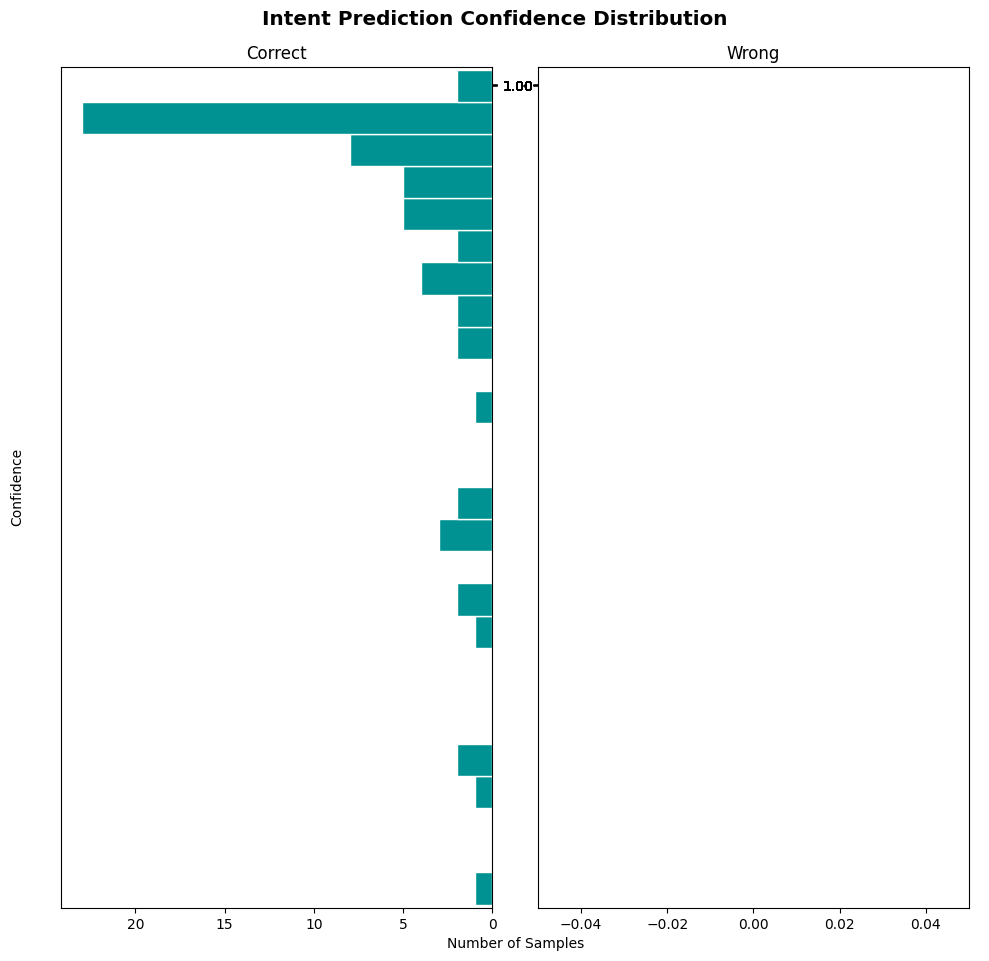 Intent Prediction Confidence Distribution
Correct
Wrong
1.00
Confidence
20 15 10 5 0
−0.04 −0.02 0.00 0.02 0.04
Number of Samples